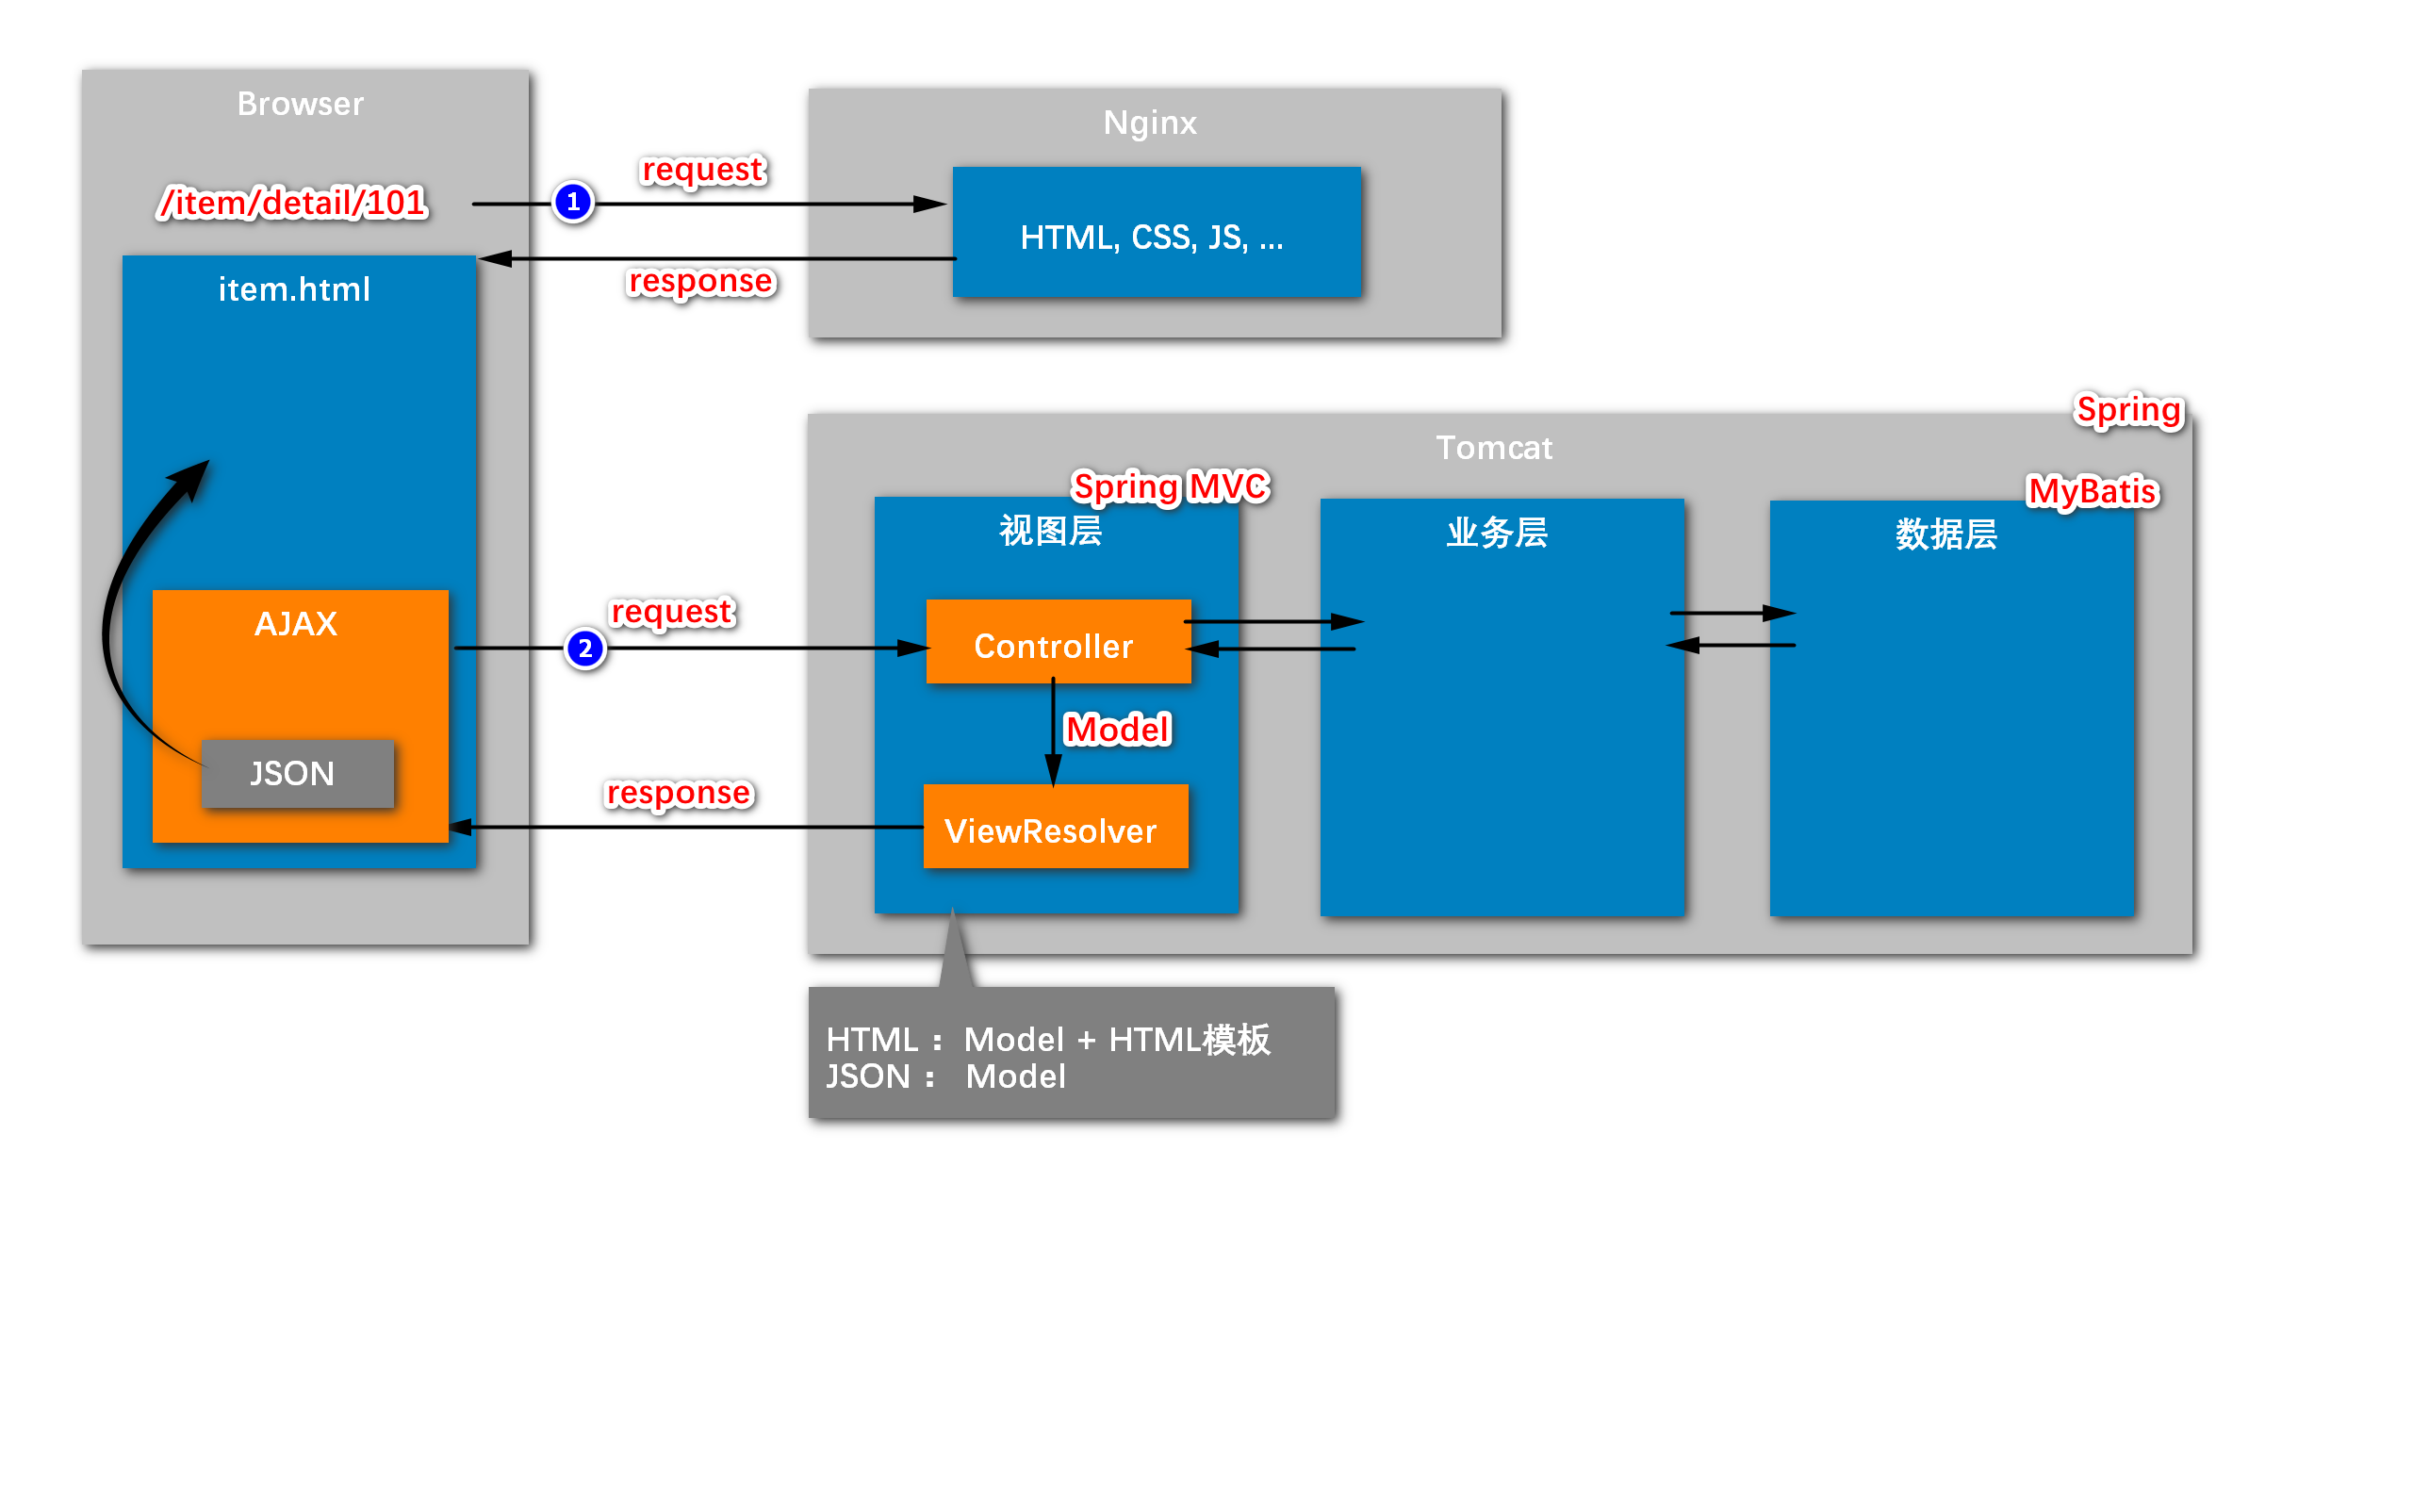 Browser
/item/detail/101
item.html
AJAX
JSON
1
request
response
Nginx
HTML, CSS, JS, ...
2
request
response
Spring
Tomcat
Spring MVC
视图层
Controller
Model
ViewResolver
业务层
MyBatis
数据层
HTML： Model + HTML模板
JSON： Model